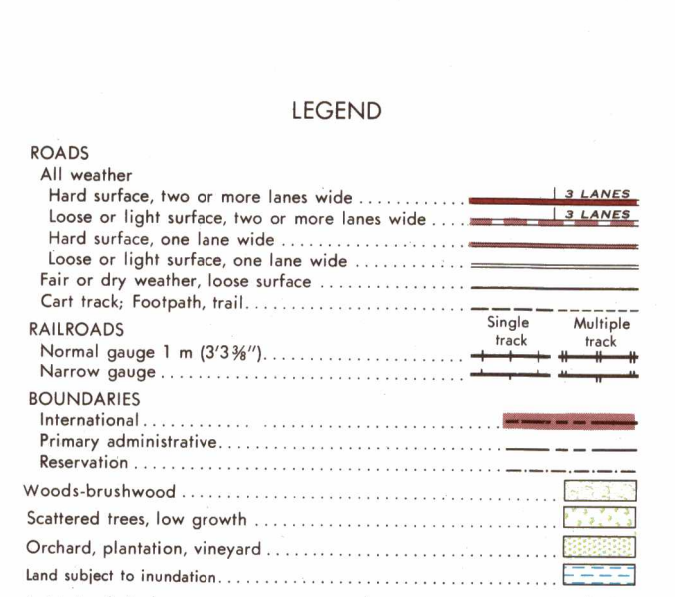 LEGEND
ROADS
All weather
Hard surface, two or more lanes wide .......... 3 LANES
Loose or light surface, two or more lanes wide .... 3 LANES
Hard surface, one lane wide ....................
Loose or light surface, one lane wide ............
Fair or dry weather, loose surface ................
Cart track; Footpath, trail........................
RAILROADS Single track Multiple track
Normal gauge 1 m (3'3⅜")......................
Narrow gauge ..................................
BOUNDARIES
International ..................................
Primary administrative..........................
Reservation ....................................
Woods-brushwood ................................
Scattered trees, low growth ......................
Orchard, plantation, vineyard ....................
Land subject to inundation........................